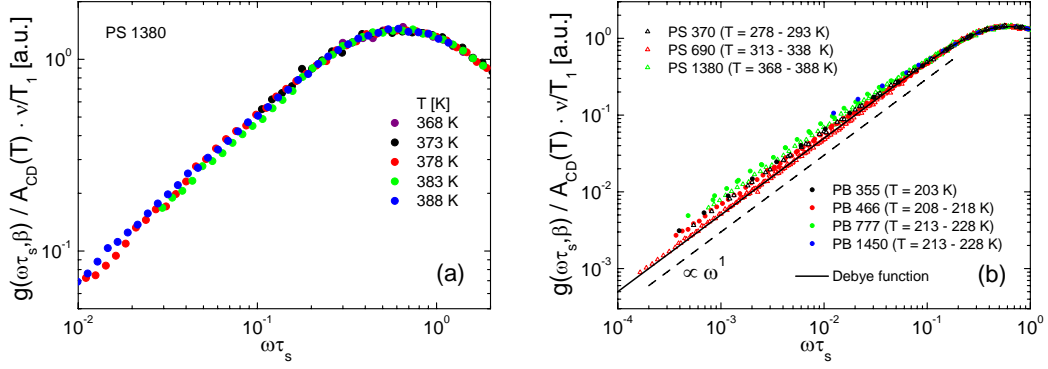 g(ωτs,β) / A_CD(T) · ν/T₁ [a.u.]
10⁰
10⁻¹
PS 1380
T [K]
368 K
373 K
378 K
383 K
388 K
(a)
10⁻² 10⁻¹ 10⁰
ωτs
g(ωτs,β) / A_CD(T) · ν/T₁ [a.u.]
10⁰
10⁻¹
10⁻²
10⁻³
PS 370 (T = 278 - 293 K)
PS 690 (T = 313 - 338 K)
PS 1380 (T = 368 - 388 K)
PB 355 (T = 203 K)
PB 466 (T = 208 - 218 K)
PB 777 (T = 213 - 228 K)
PB 1450 (T = 213 - 228 K)
∝ ω¹
Debye function
(b)
10⁻⁴ 10⁻³ 10⁻² 10⁻¹ 10⁰
ωτs